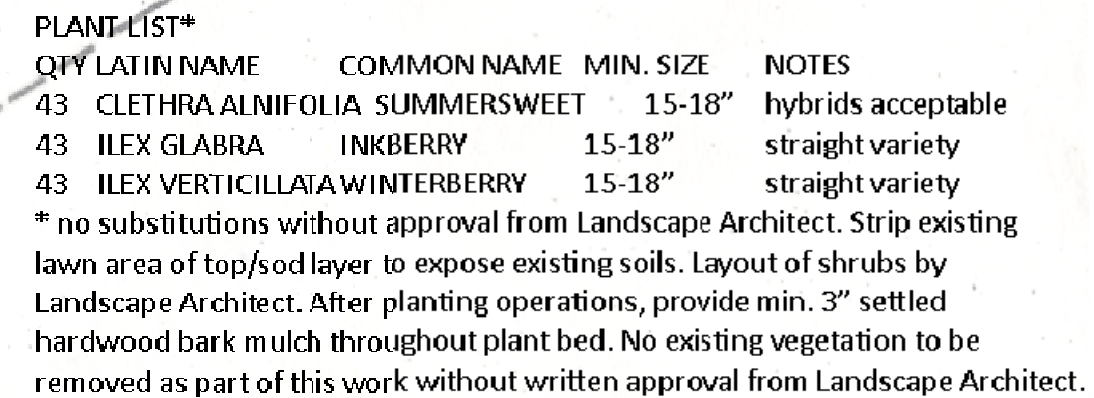 PLANT LIST*
QTY LATIN NAME COMMON NAME MIN. SIZE NOTES
43 CLETHRA ALNIFOLIA SUMMERSWEET 15-18” hybrids acceptable
43 ILEX GLABRA INKBERRY 15-18” straight variety
43 ILEX VERTICILLATA WINTERBERRY 15-18” straight variety
* no substitutions without approval from Landscape Architect. Strip existing
lawn area of top/sod layer to expose existing soils. Layout of shrubs by
Landscape Architect. After planting operations, provide min. 3” settled
hardwood bark mulch throughout plant bed. No existing vegetation to be
removed as part of this work without written approval from Landscape Architect.